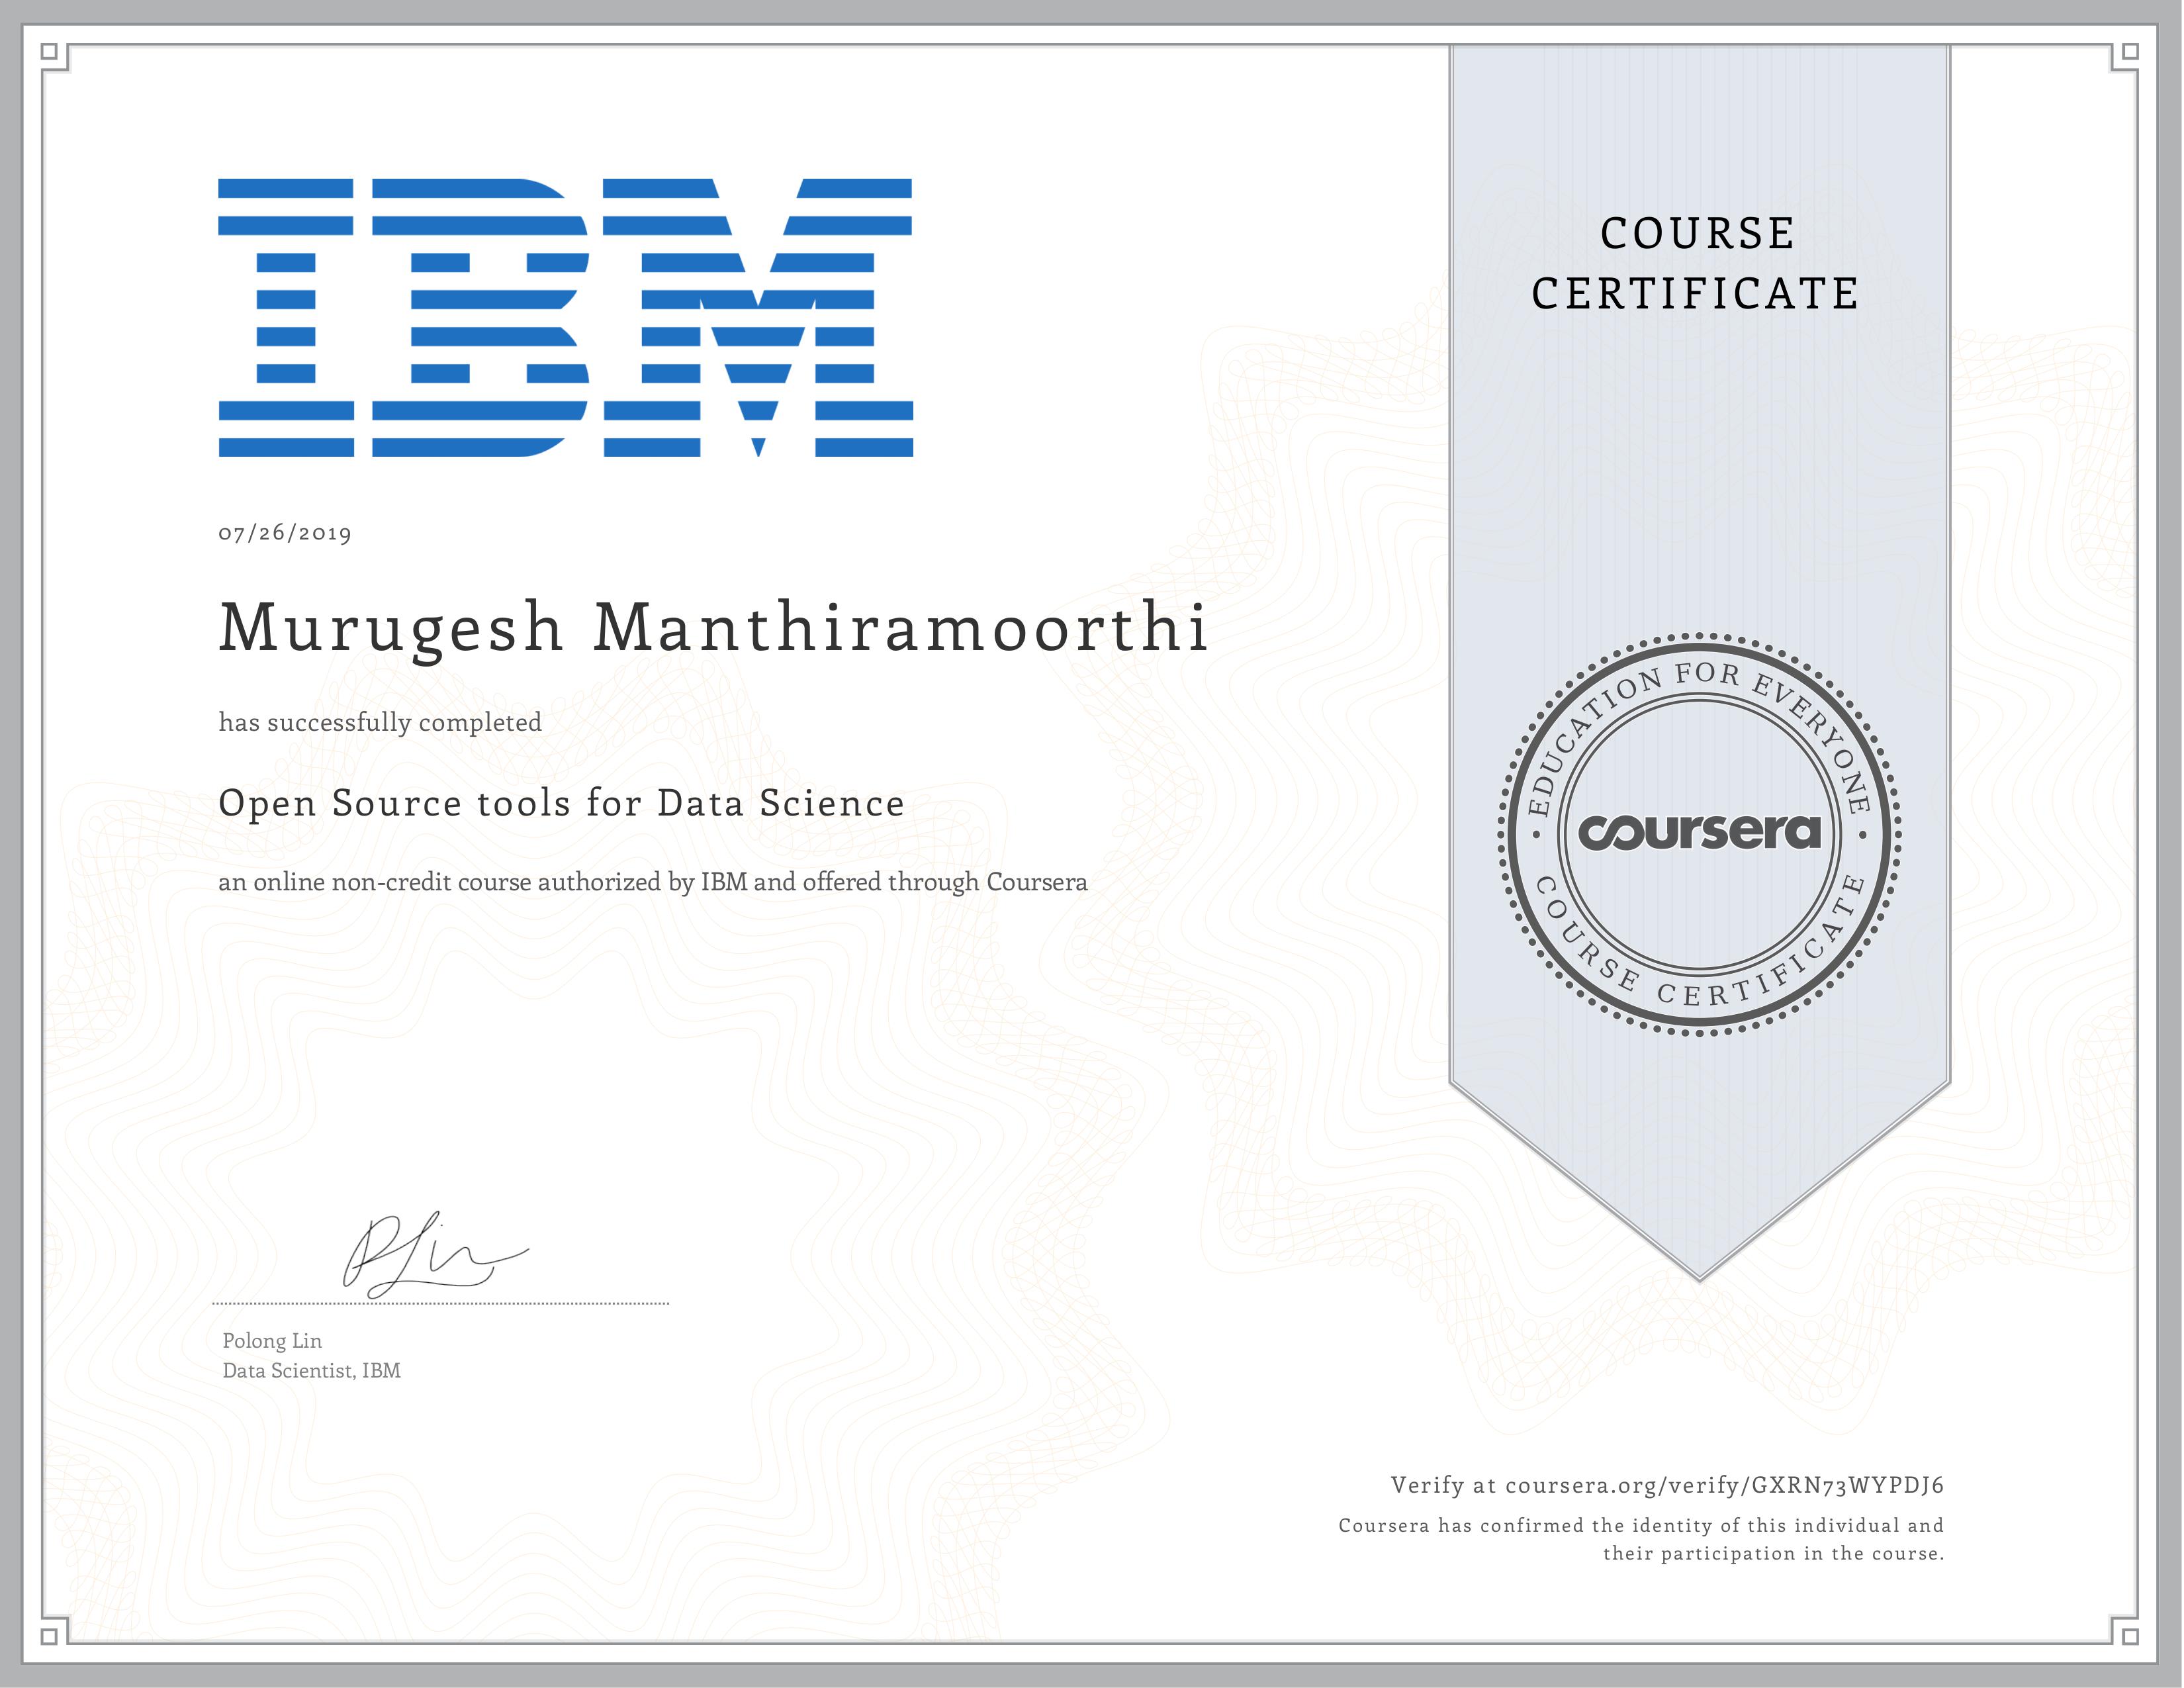 IBM
07/26/2019
Murugesh Manthiramoorthi
has successfully completed
Open Source tools for Data Science
an online non-credit course authorized by IBM and offered through Coursera
Polong Lin
Data Scientist, IBM
COURSE
CERTIFICATE
EDUCATION FOR EVERYONE
coursera
COURSE CERTIFICATE
Verify at coursera.org/verify/GXRN73WYPDJ6
Coursera has confirmed the identity of this individual and
their participation in the course.